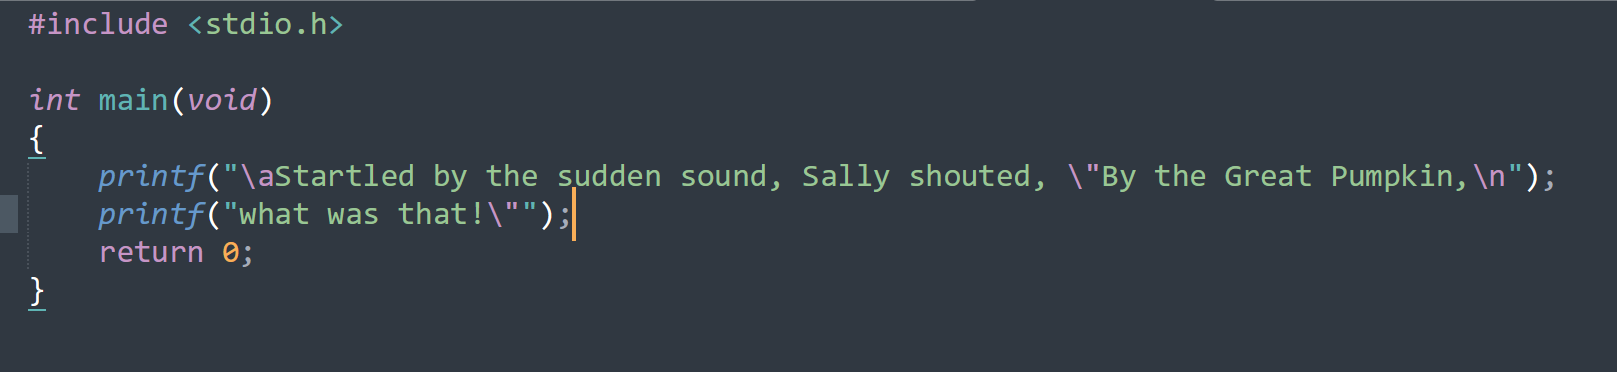 #include <stdio.h>
int main(void)
{
printf("\aStartled by the sudden sound, Sally shouted, \"By the Great Pumpkin,\n");
printf("what was that!\"");
return 0;
}